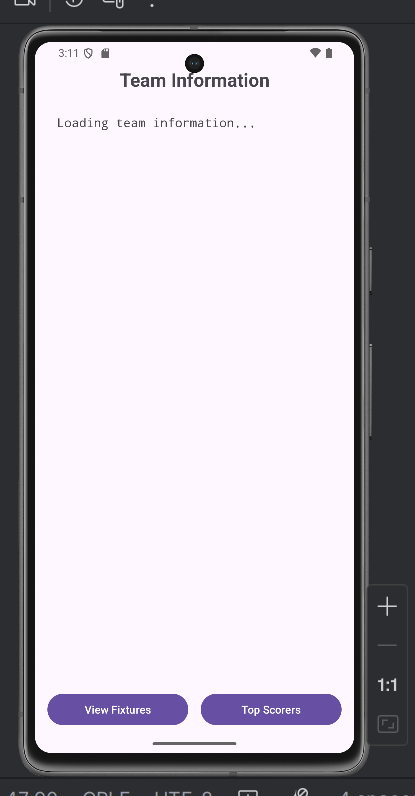 3:11
Team Information
Loading team information...
View Fixtures
Top Scorers
1:1